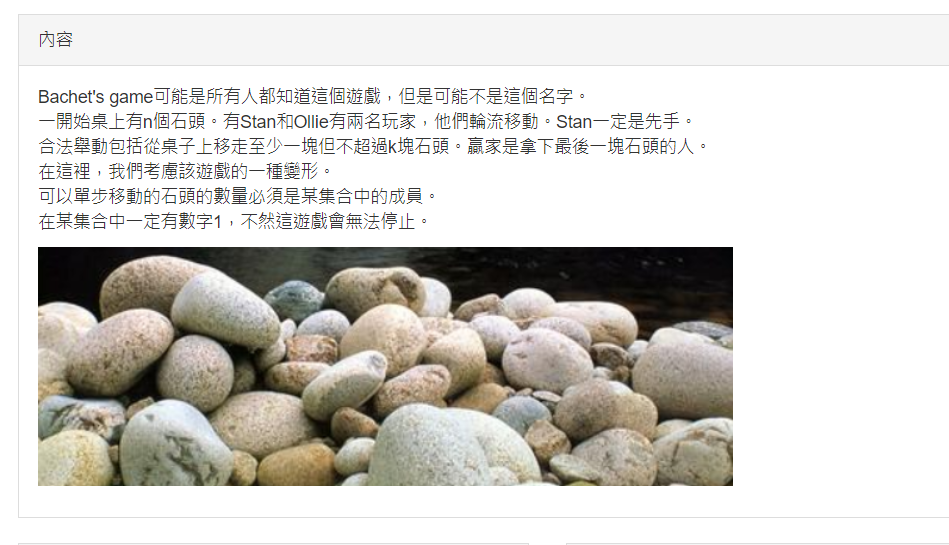 內容
Bachet's game可能是所有人都知道這個遊戲，但是可能不是這個名字。
一開始桌上有n個石頭。有Stan和Ollie有兩名玩家，他們輪流移動。Stan一定是先手。
合法舉動包括從桌子上移走至少一塊但不超過k塊石頭。贏家是拿下最後一塊石頭的人。
在這裡，我們考慮該遊戲的一種變形。
可以單步移動的石頭的數量必須是某集合中的成員。
在某集合中一定有數字1，不然這遊戲會無法停止。